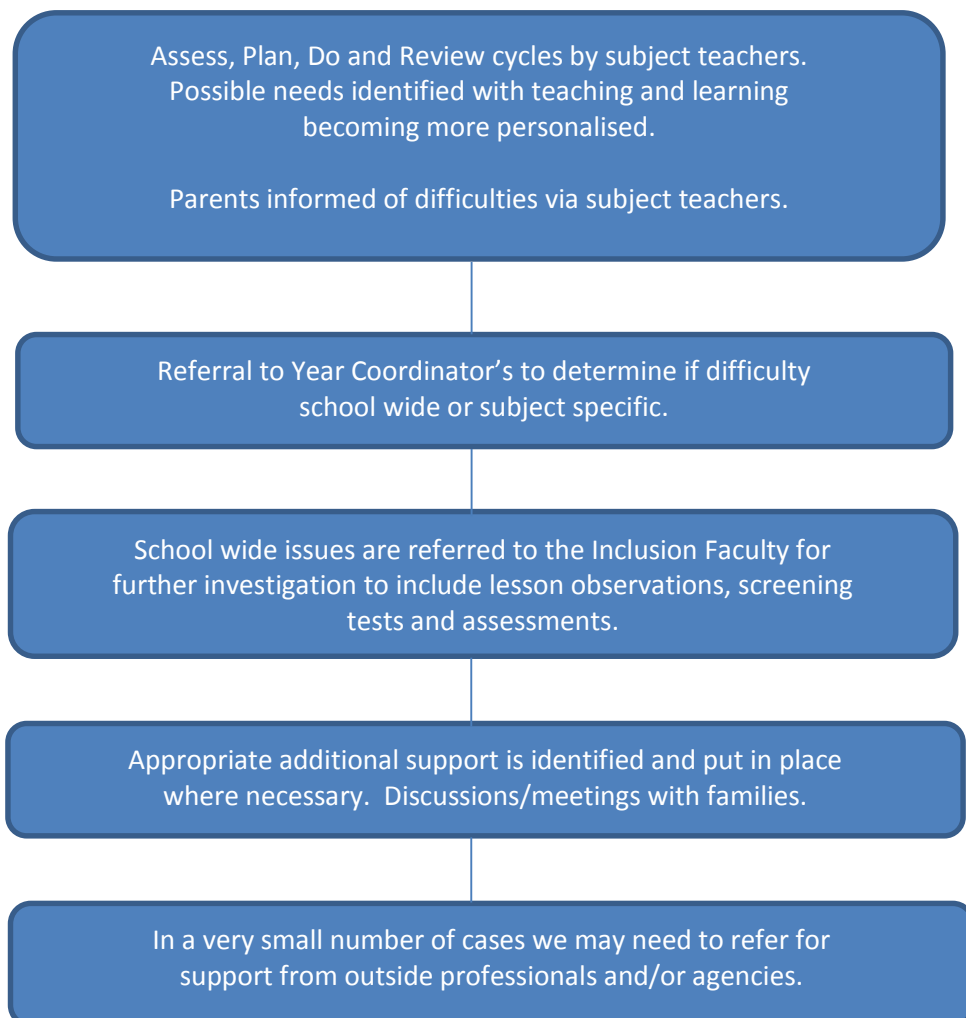 Assess, Plan, Do and Review cycles by subject teachers.
Possible needs identified with teaching and learning
becoming more personalised.
Parents informed of difficulties via subject teachers.
Referral to Year Coordinator’s to determine if difficulty
school wide or subject specific.
School wide issues are referred to the Inclusion Faculty for
further investigation to include lesson observations, screening
tests and assessments.
Appropriate additional support is identified and put in place
where necessary.  Discussions/meetings with families.
In a very small number of cases we may need to refer for
support from outside professionals and/or agencies.